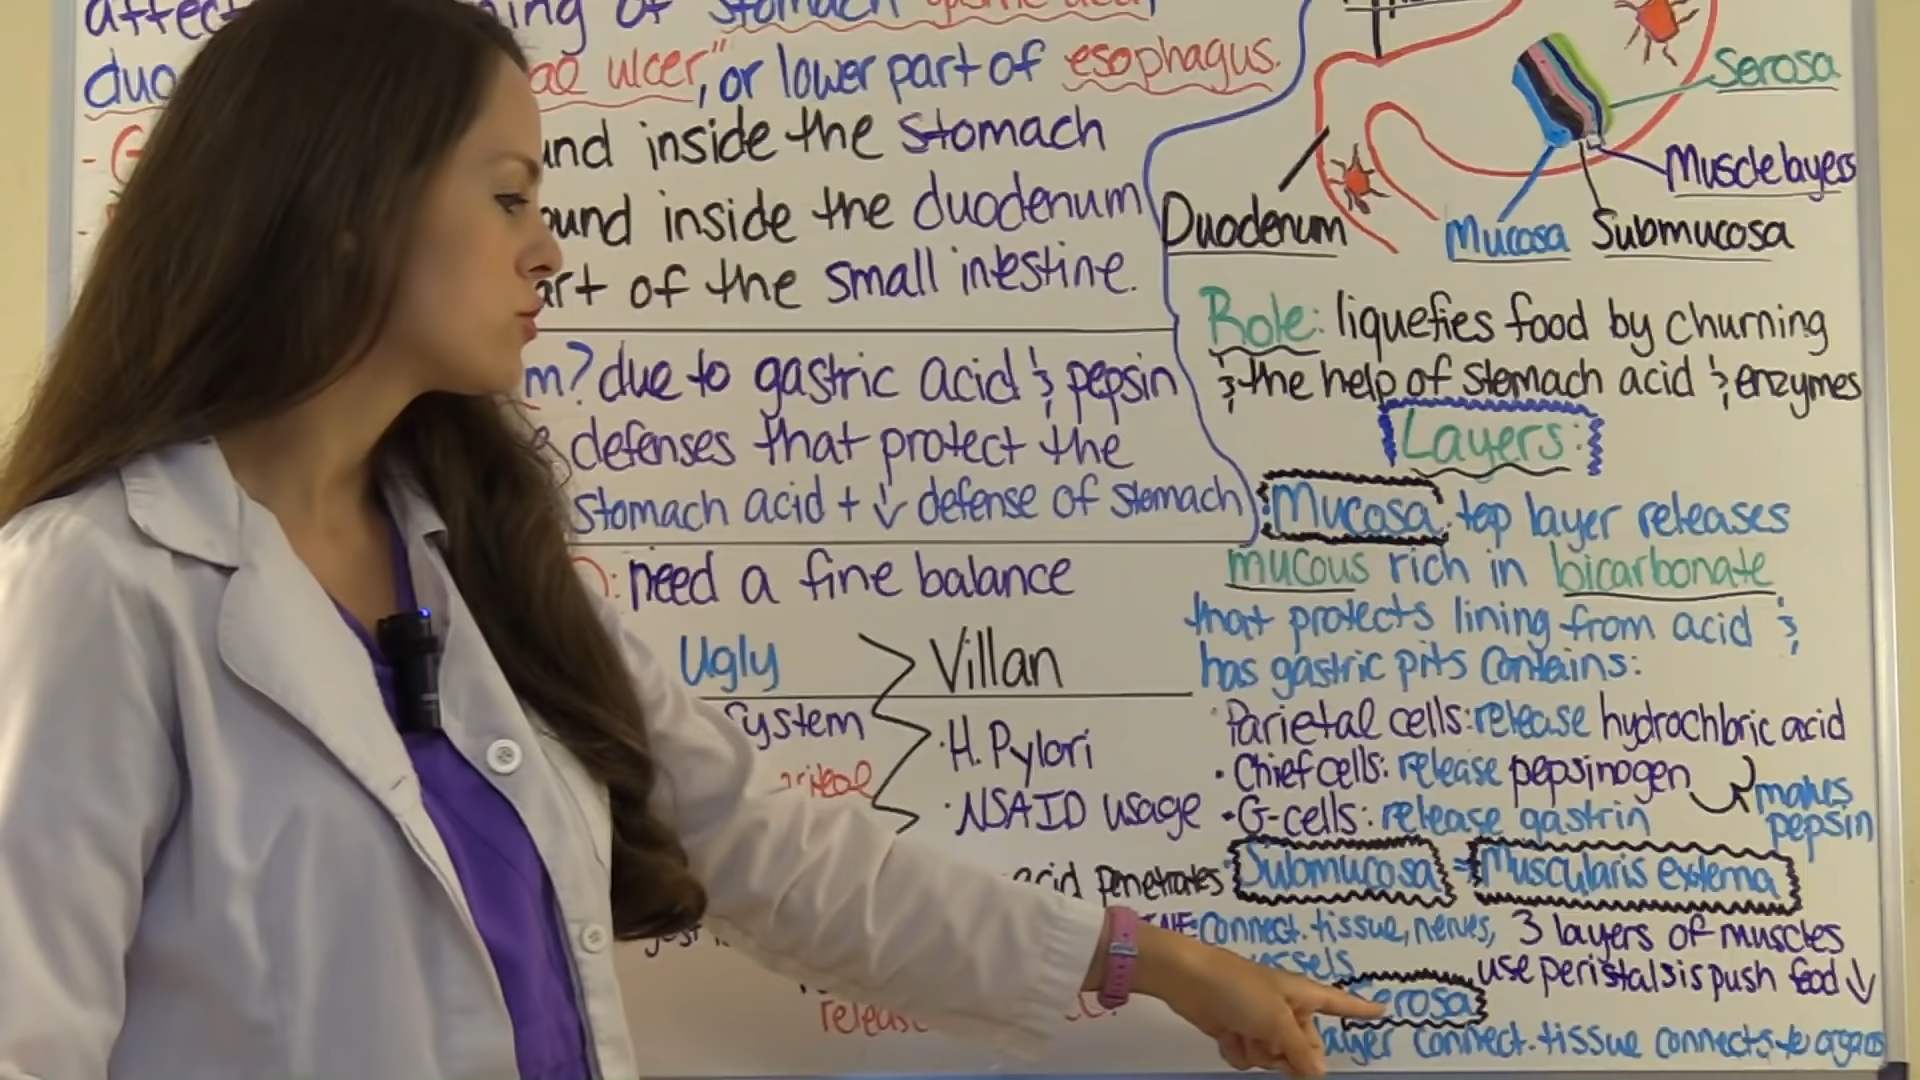 of stomach
ulcer", or lower part of esophagus.
inside the stomach
inside the duodenum
of the small intestine.
due to gastric acid & pepsin
defenses that protect the
stomach acid + ↓ defense of stomach
need a fine balance
Ugly
Villan
System
·H. Pylori
·NSAID usage
acid penetrates
Serosa
Muscle layers
Duodenum
Mucosa
Submucosa
Role: liquefies food by churning
& the help of stomach acid & enzymes
Layers:
Mucosa: top layer releases
mucous rich in bicarbonate
that protects lining from acid &
has gastric pits contains:
·Parietal cells: release hydrochloric acid
·Chief cells: release pepsinogen
makes
pepsin
·G-cells: release gastrin
Submucosa
Muscularis externa
connect. tissue, nerves,
3 layers of muscles
use peristalsis push food ↓
Serosa
layer connect. tissue connects to organs